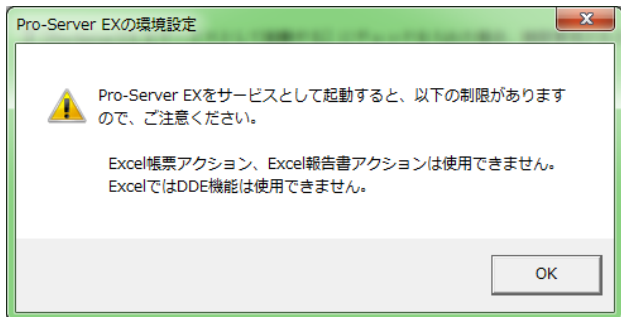 Pro-Server EXの環境設定
Pro-Server EXをサービスとして起動すると、以下の制限があります
ので、ご注意ください。
Excel帳票アクション、Excel報告書アクションは使用できません。
ExcelではDDE機能は使用できません。
OK